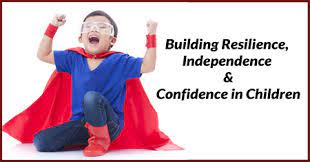 Building Resilience,
Independence
&
Confidence in Children